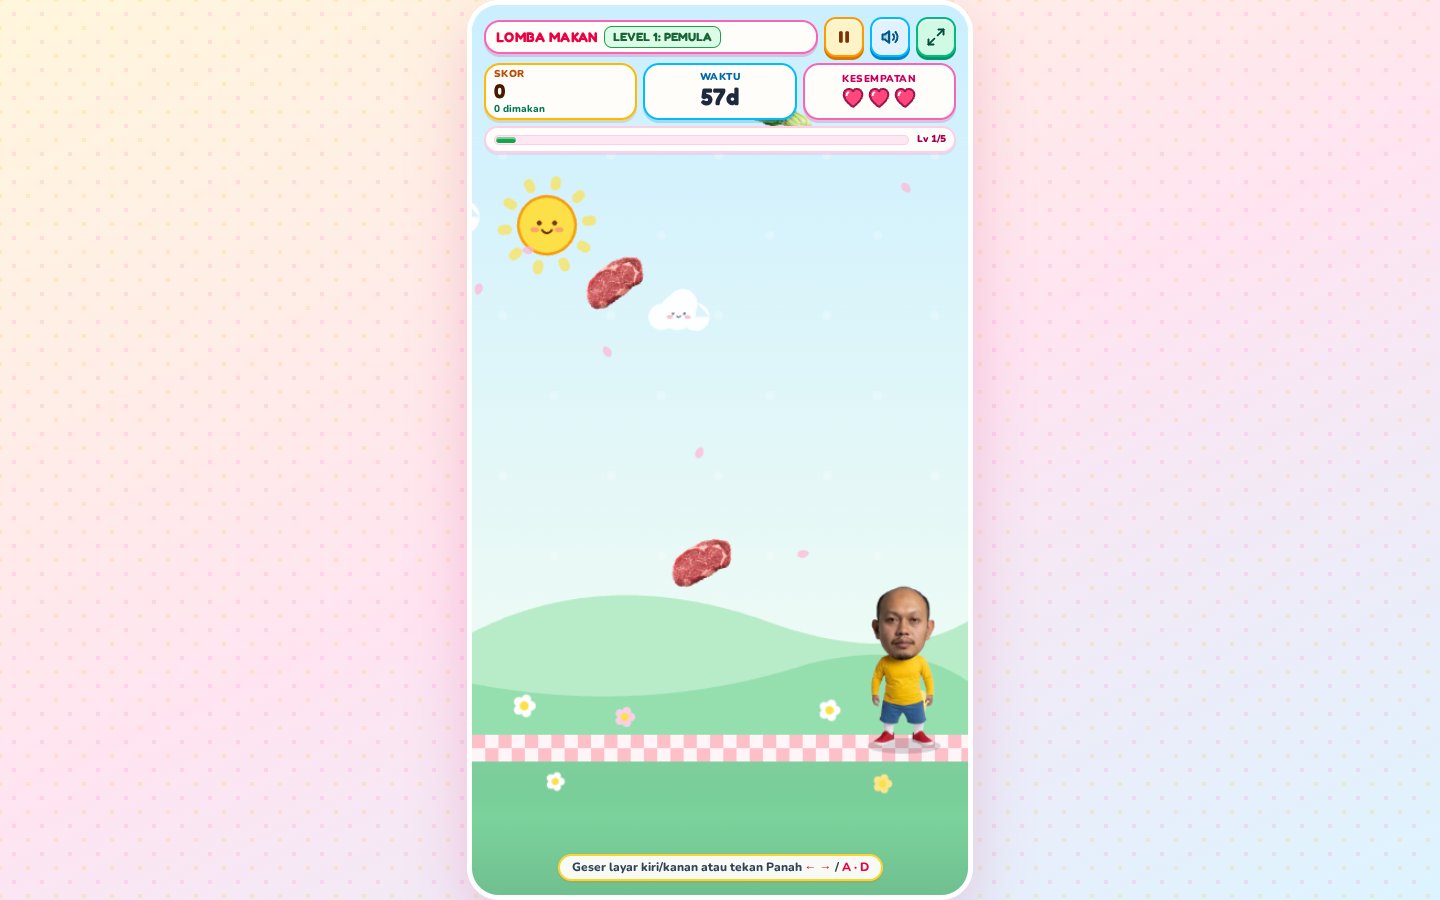 LOMBA MAKAN LEVEL 1: PEMULA
SKOR
0
0 dimakan
WAKTU
57d
KESEMPATAN
Lv 1/5
Geser layar kiri/kanan atau tekan Panah ← → / A · D